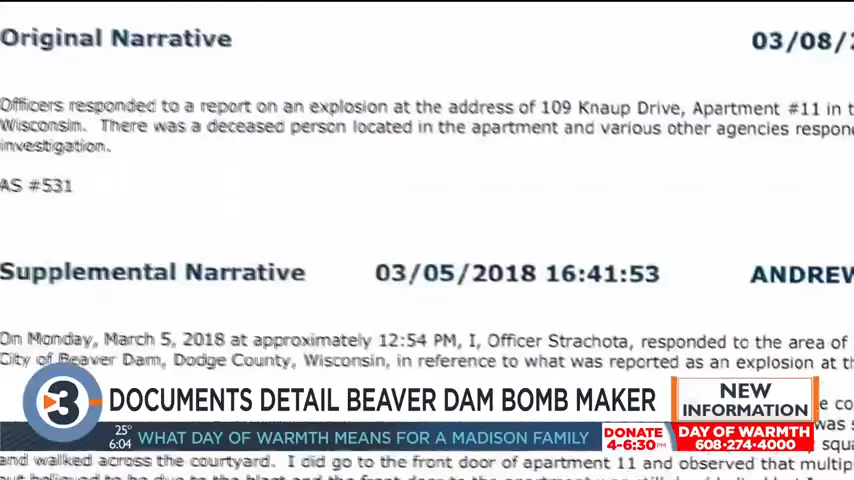 Original Narrative 03/08/2
Officers responded to a report on an explosion at the address of 109 Knaup Drive, Apartment #11 in t
Wisconsin. There was a deceased person located in the apartment and various other agencies respon
investigation.
AS #531
Supplemental Narrative 03/05/2018 16:41:53 ANDREW
On Monday, March 5, 2018 at approximately 12:54 PM, I, Officer Strachota, responded to the area of
City of Beaver Dam, Dodge County, Wisconsin, in reference to what was reported as an explosion at th
3 DOCUMENTS DETAIL BEAVER DAM BOMB MAKER
NEW
INFORMATION
e co
was s
squa
25°
6:04
WHAT DAY OF WARMTH MEANS FOR A MADISON FAMILY
DONATE
4-6:30PM
DAY OF WARMTH
608-274-4000
and wallked across the courtyard. I did go to the front door of apartment 11 and observed that multip